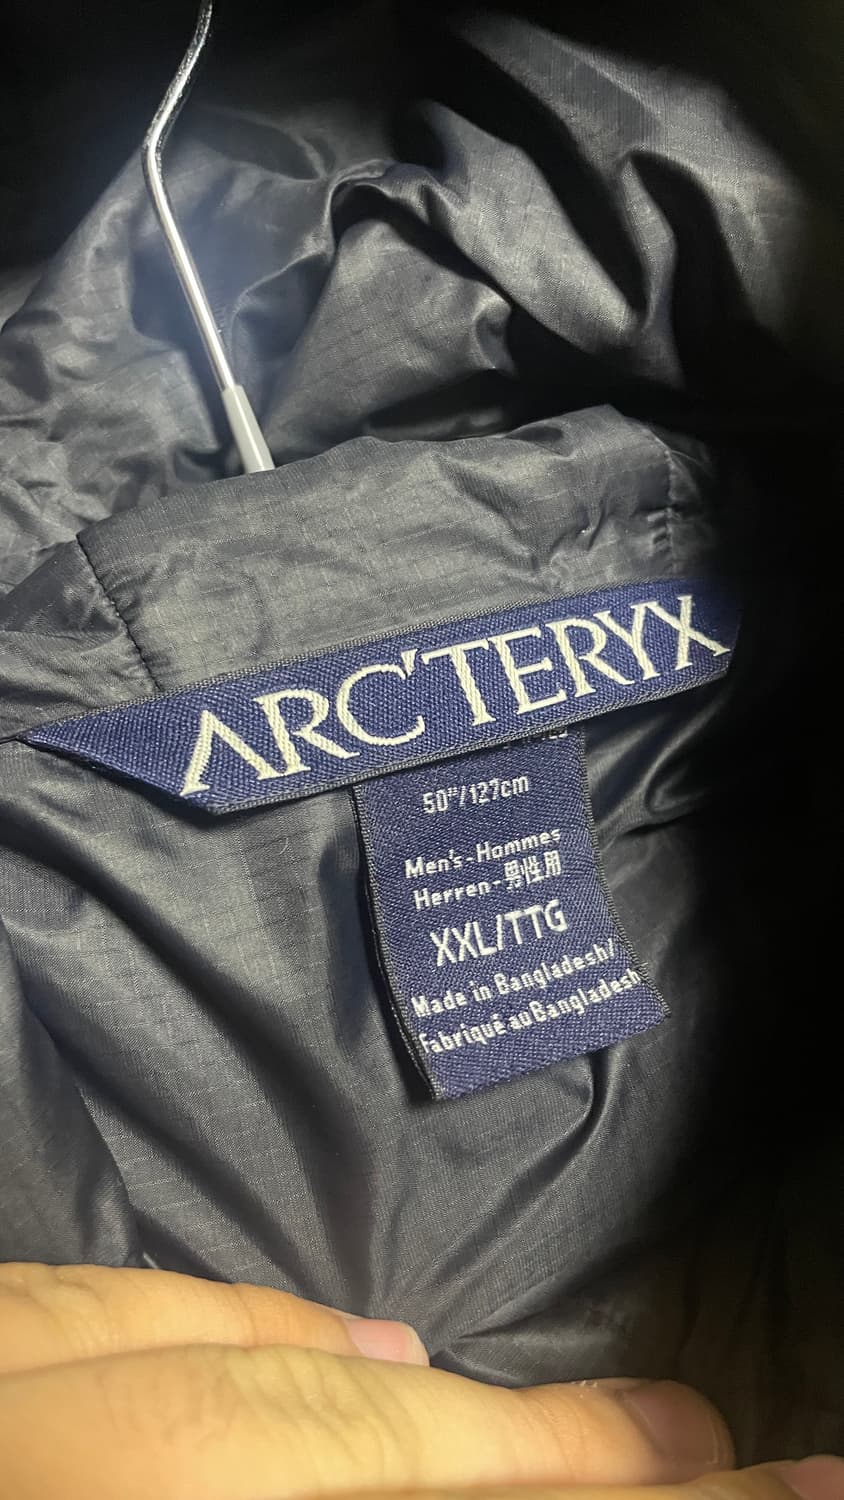 ARC'TERYX
50"/127cm
Men's-Hommes
Herren-男性用
XXL/TTG
Made in Bangladesh/
Fabriqué au Bangladesh